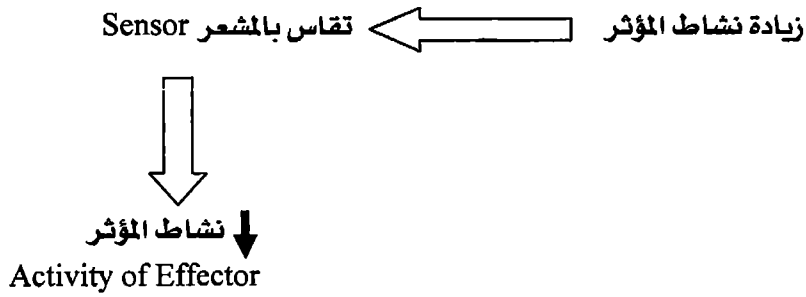 زيادة نشاط المؤثر
تقاس بالمشعر Sensor
نشاط المؤثر
Activity of Effector